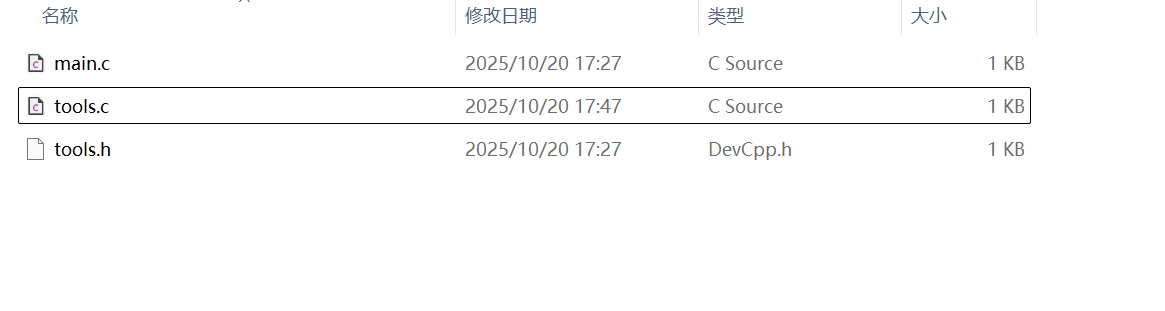 名称 修改日期 类型 大小
main.c 2025/10/20 17:27 C Source 1 KB
tools.c 2025/10/20 17:47 C Source 1 KB
tools.h 2025/10/20 17:27 DevCpp.h 1 KB